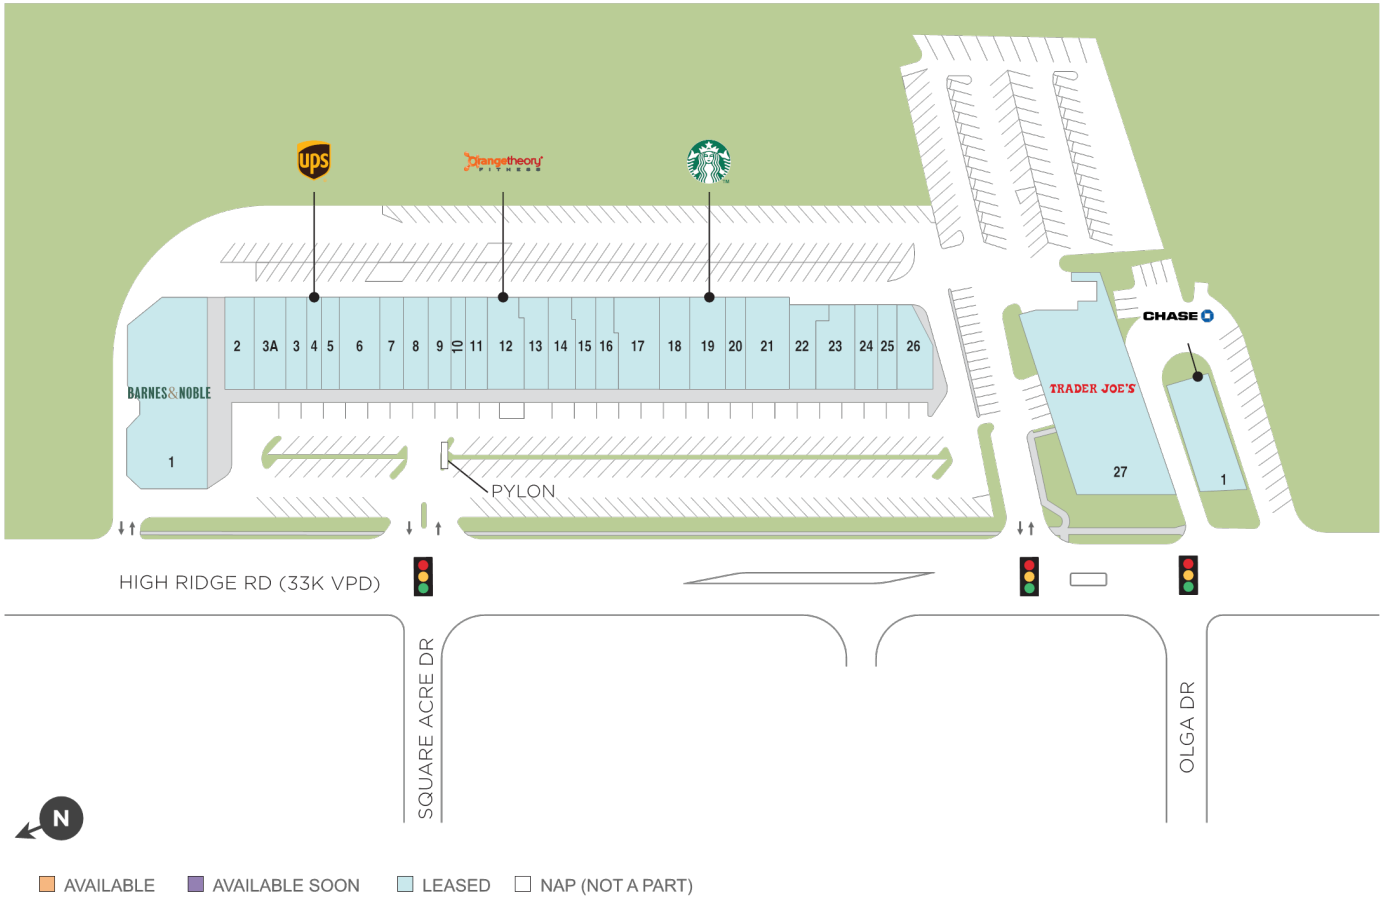 ups
Orangetheory®
FITNESS
TM
CHASE
2 3A 3 4 5 6 7 8 9 10 11 12 13 14 15 16 17 18 19 20 21 22 23 24 25 26
BARNES&NOBLE
TRADER JOE'S
1
27
1
PYLON
HIGH RIDGE RD (33K VPD)
SQUARE ACRE DR
OLGA DR
N
AVAILABLE
AVAILABLE SOON
LEASED
NAP (NOT A PART)